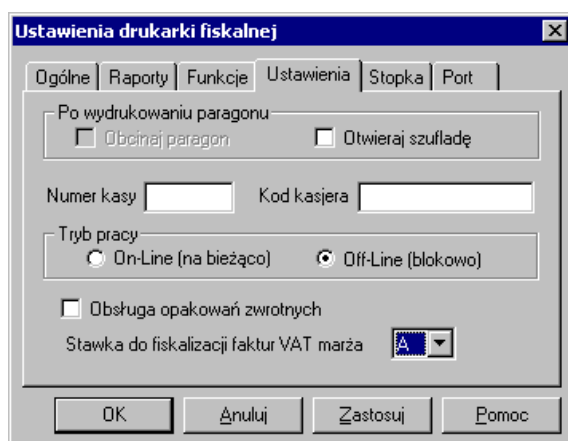 Ustawienia drukarki fiskalnej
Ogólne Raporty Funkcje Ustawienia Stopka Port
Po wydrukowaniu paragonu
Obcinaj paragon Otwieraj szufladę
Numer kasy Kod kasjera
Tryb pracy
On-Line (na bieżąco) Off-Line (blokowo)
Obsługa opakowań zwrotnych
Stawka do fiskalizacji faktur VAT marża A
OK Anuluj Zastosuj Pomoc